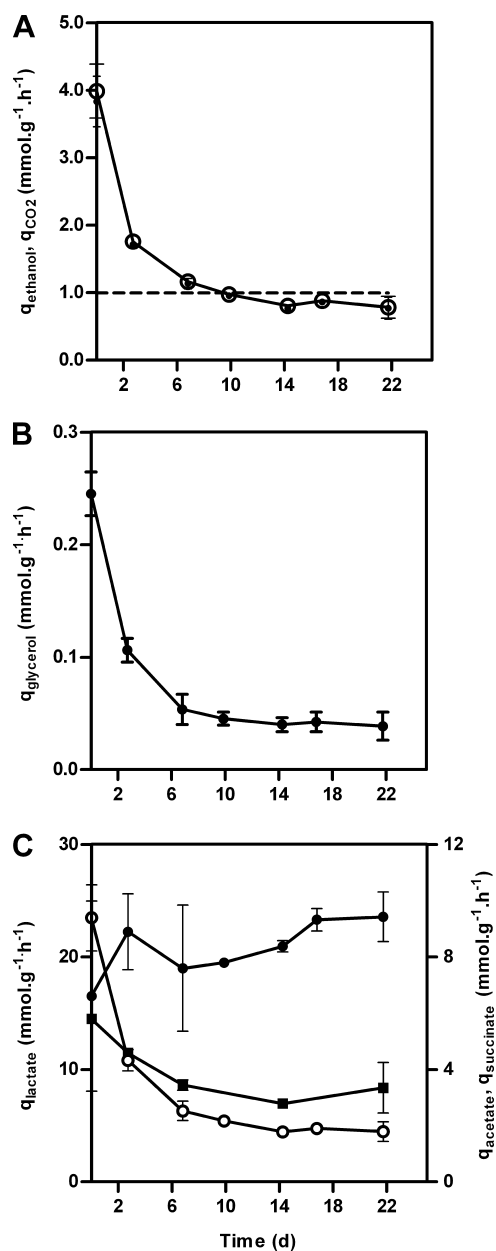 A
5.0
4.0
3.0
2.0
1.0
0.0
qethanol, qCO2 (mmol.g-1.h-1)
2 6 10 14 18 22
B
0.3
0.2
0.1
0.0
qglycerol (mmol.g-1.h-1)
2 6 10 14 18 22
C
30
20
10
0
qlactate (mmol.g-1.h-1)
12
8
4
0
qacetate, qsuccinate (mmol.g-1.h-1)
2 6 10 14 18 22
Time (d)